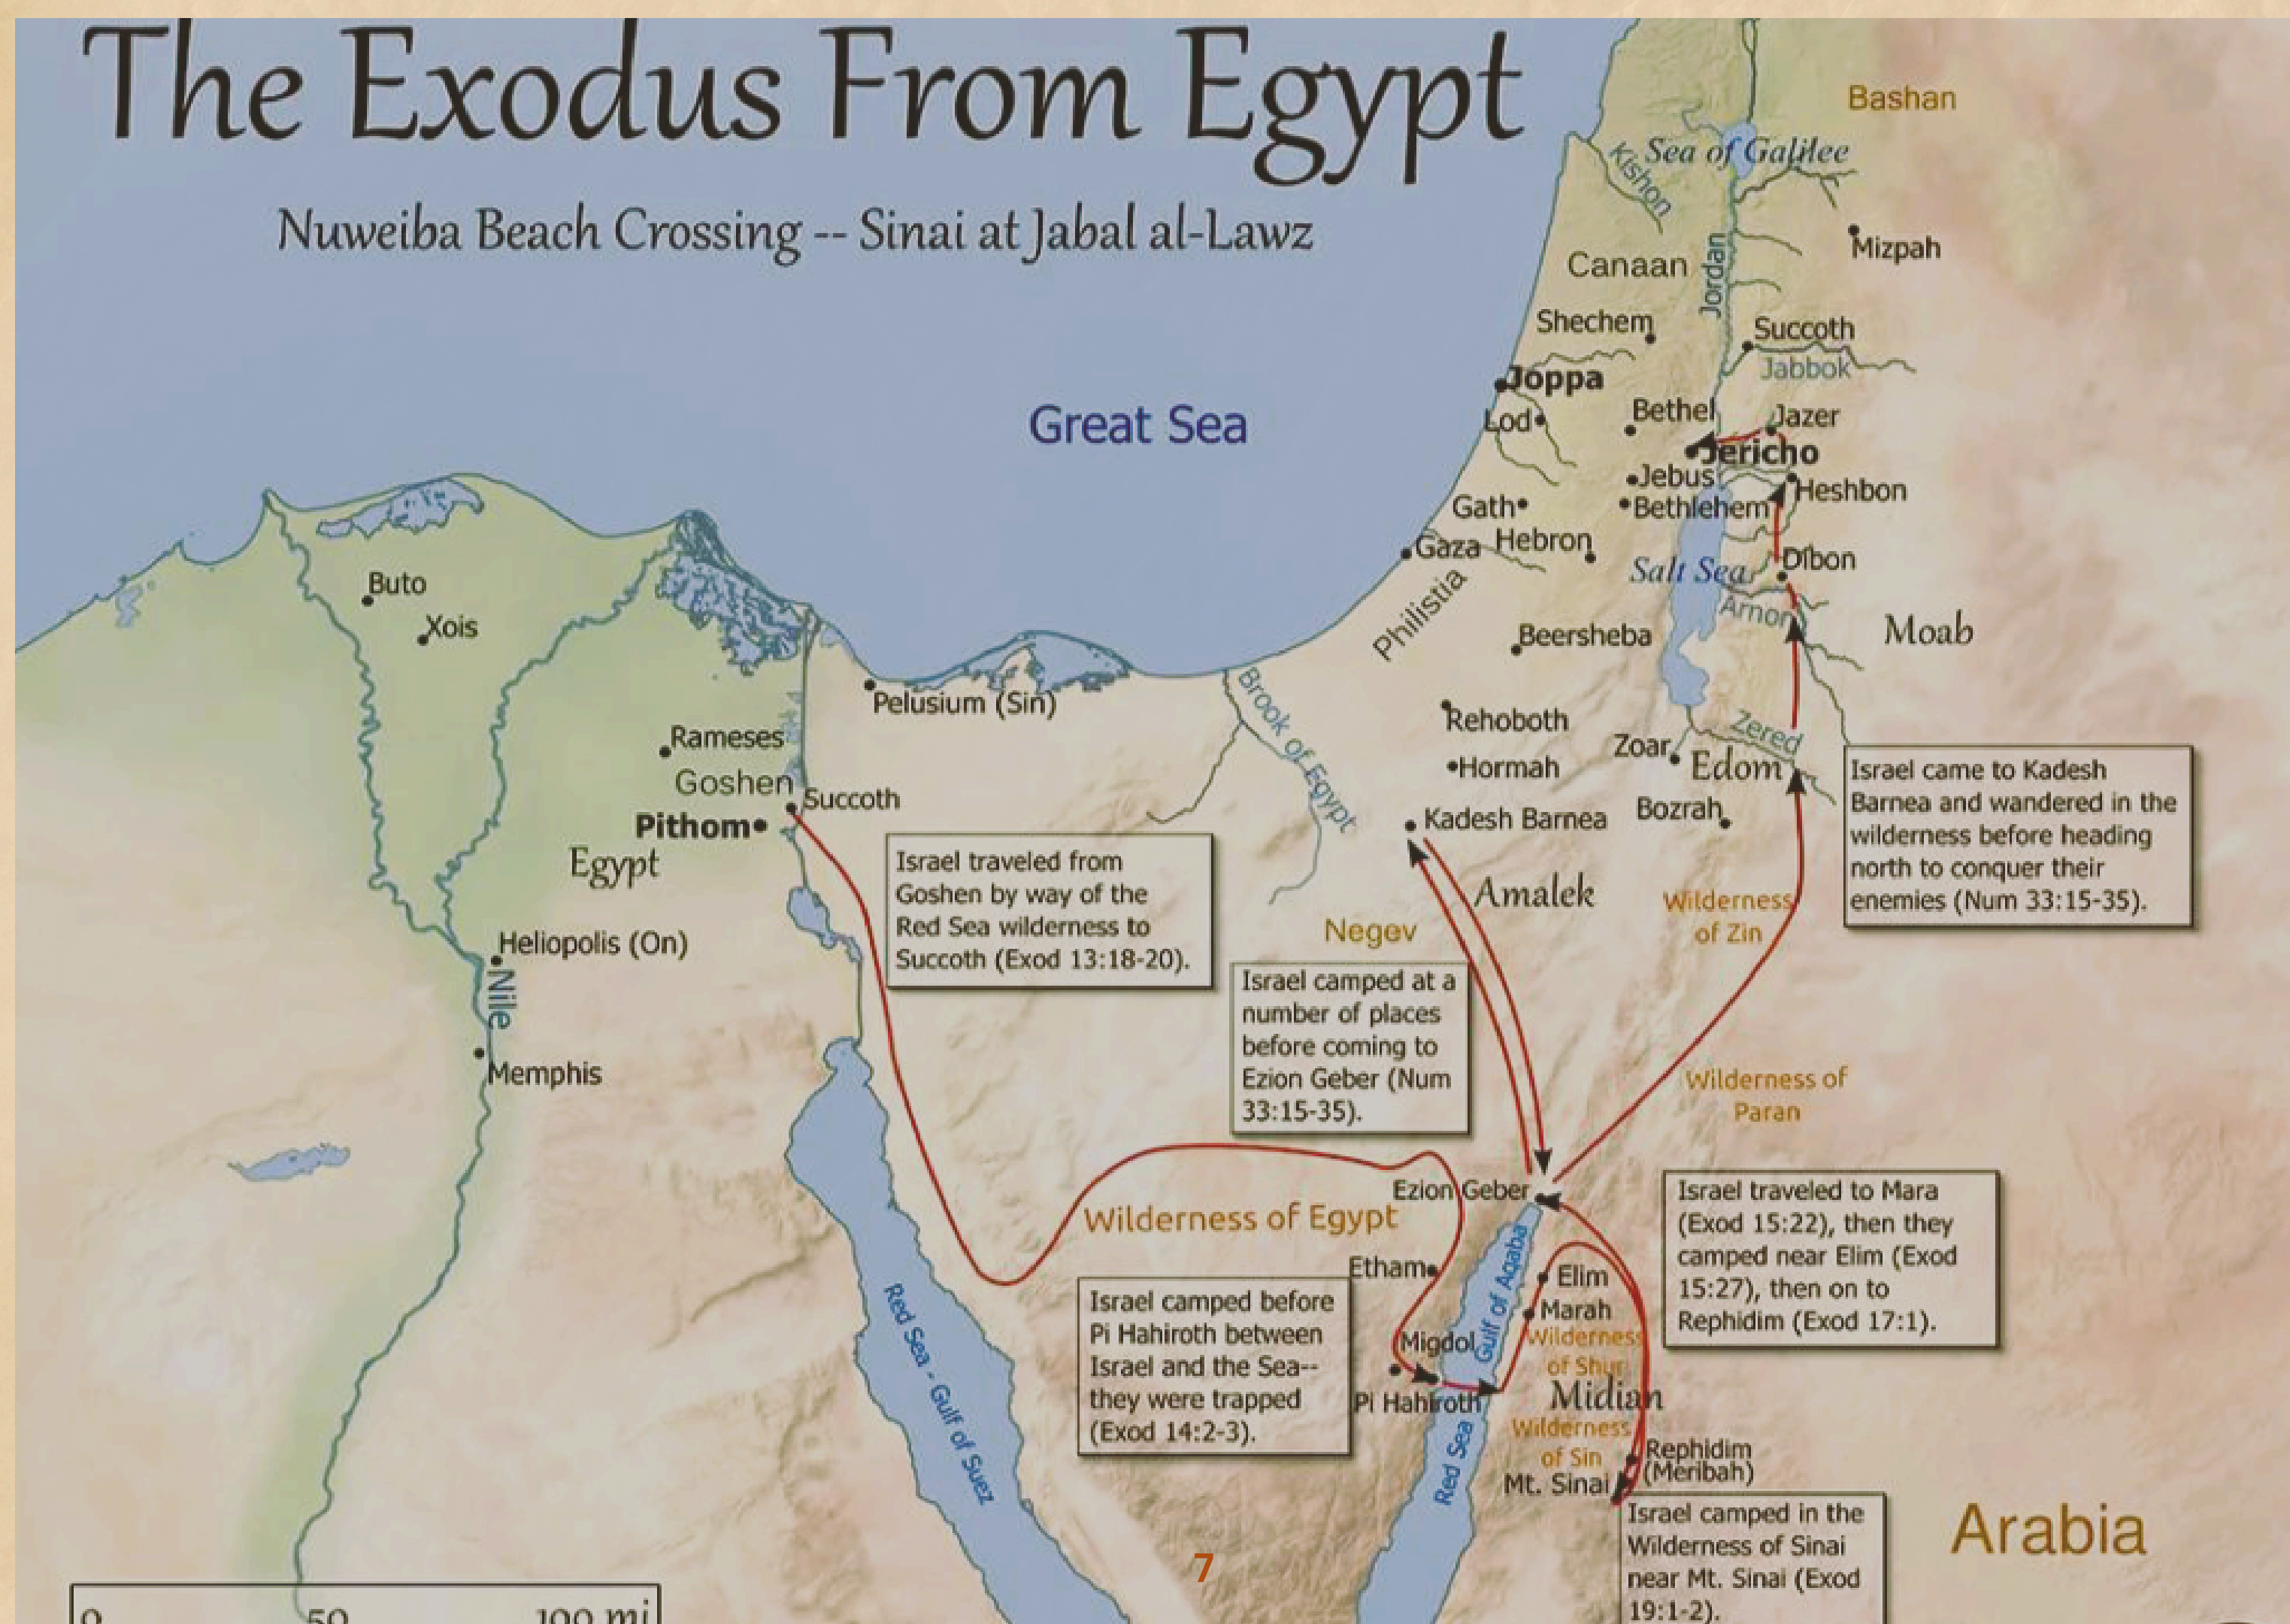 The Exodus From Egypt
Nuweiba Beach Crossing -- Sinai at Jabal al-Lawz
Bashan
Sea of Galilee
Kishon
Mizpah
Canaan
Jordan
Shechem
Succoth
Jabbok
Joppa
Great Sea
Lod
Bethel
Jazer
Jericho
Jebus
Heshbon
Gath
Bethlehem
Gaza
Hebron
Dibon
Salt Sea
Buto
Philistia
Arnon
Xois
Moab
Beersheba
Pelusium (Sin)
Brook of Egypt
Rehoboth
Zered
Rameses
Zoar
Edom
Hormah
Goshen
Succoth
Kadesh Barnea
Bozrah
Pithom
Egypt
Israel came to Kadesh
Barnea and wandered in the
wilderness before heading
north to conquer their
enemies (Num 33:15-35).
Israel traveled from
Goshen by way of the
Red Sea wilderness to
Succoth (Exod 13:18-20).
Amalek
Wilderness
of Zin
Negev
Heliopolis (On)
Nile
Israel camped at a
number of places
before coming to
Ezion Geber (Num
33:15-35).
Memphis
Wilderness of
Paran
Ezion Geber
Wilderness of Egypt
Israel traveled to Mara
(Exod 15:22), then they
camped near Elim (Exod
15:27), then on to
Rephidim (Exod 17:1).
Etham
Gulf of Aqaba
Elim
Marah
Israel camped before
Pi Hahiroth between
Israel and the Sea--
they were trapped
(Exod 14:2-3).
Red Sea - Gulf of Suez
Migdol
Wilderness
of Shur
Pi Hahiroth
Midian
Red Sea
Wilderness
of Sin
Rephidim
(Meribah)
Mt. Sinai
Israel camped in the
Wilderness of Sinai
near Mt. Sinai (Exod
19:1-2).
Arabia
7
0 50 100 mi